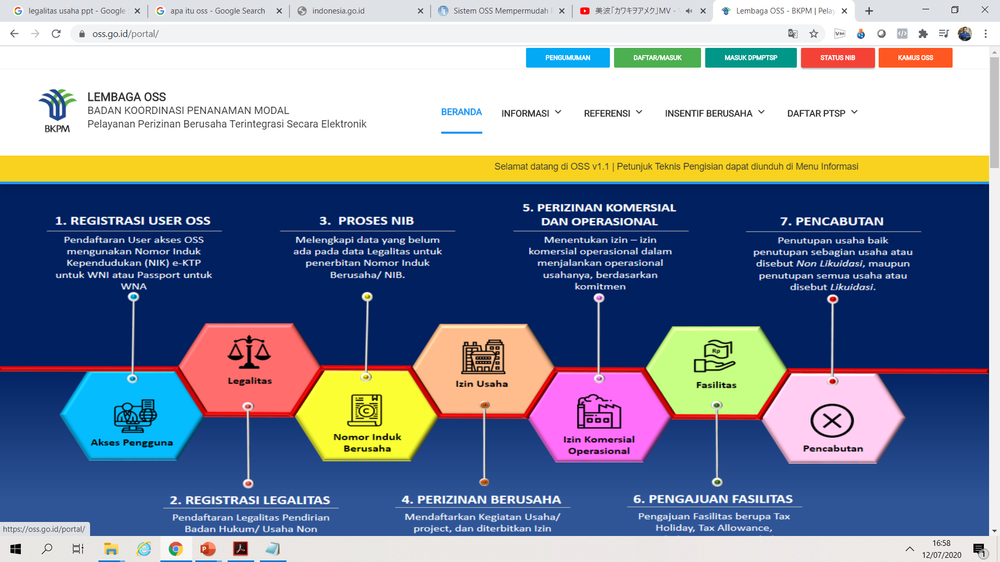 legalitas usaha ppt - Google
apa itu oss - Google Search
indonesia.go.id
Sistem OSS Mempermudah
美波「カワキヲアメク」MV -
Lembaga OSS - BKPM | Pelay
oss.go.id/portal/
PENGUMUMAN
DAFTAR/MASUK
MASUK DPMPTSP
STATUS NIB
KAMUS OSS
BKPM
LEMBAGA OSS
BADAN KOORDINASI PENANAMAN MODAL
Pelayanan Perizinan Berusaha Terintegrasi Secara Elektronik
BERANDA
INFORMASI
REFERENSI
INSENTIF BERUSAHA
DAFTAR PTSP
Selamat datang di OSS v1.1 | Petunjuk Teknis Pengisian dapat diunduh di Menu Informasi
1. REGISTRASI USER OSS
Pendaftaran User akses OSS
mengunakan Nomor Induk
Kependudukan (NIK) e-KTP
untuk WNI atau Passport untuk
WNA
3. PROSES NIB
Melengkapi data yang belum
ada pada data Legalitas untuk
penerbitan Nomor Induk
Berusaha/ NIB.
5. PERIZINAN KOMERSIAL
DAN OPERASIONAL
Menentukan izin – izin
komersial operasional dalam
menjalankan operasional
usahanya, berdasarkan
komitmen
7. PENCABUTAN
Penutupan usaha baik
penutupan sebagian usaha atau
disebut Non Likuidasi, maupun
penutupan semua usaha atau
disebut Likuidasi.
Akses Pengguna
Legalitas
Nomor Induk
Berusaha
Izin Usaha
Izin Komersial
Operasional
Rp
Fasilitas
Pencabutan
2. REGISTRASI LEGALITAS
Pendaftaran Legalitas Pendirian
Badan Hukum/ Usaha Non
4. PERIZINAN BERUSAHA
Mendaftarkan Kegiatan Usaha/
project, dan diterbitkan Izin
6. PENGAJUAN FASILITAS
Pengajuan Fasilitas berupa Tax
Holiday, Tax Allowance,
https://oss.go.id/portal/
16:58
12/07/2020
1